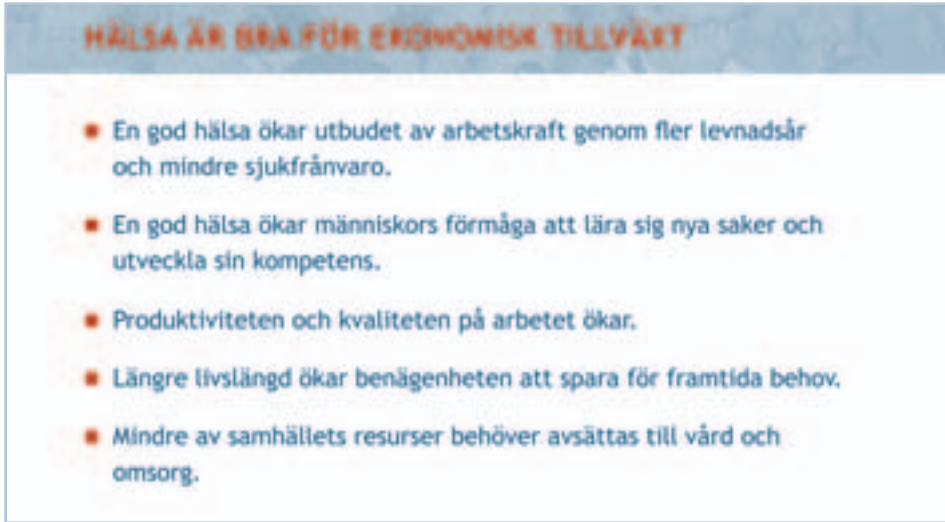 HÄLSA ÄR BRA FÖR EKONOMISK TILLVÄXT
En god hälsa ökar utbudet av arbetskraft genom fler levnadsår
och mindre sjukfrånvaro.
En god hälsa ökar människors förmåga att lära sig nya saker och
utveckla sin kompetens.
Produktiviteten och kvaliteten på arbetet ökar.
Längre livslängd ökar benägenheten att spara för framtida behov.
Mindre av samhällets resurser behöver avsättas till vård och
omsorg.